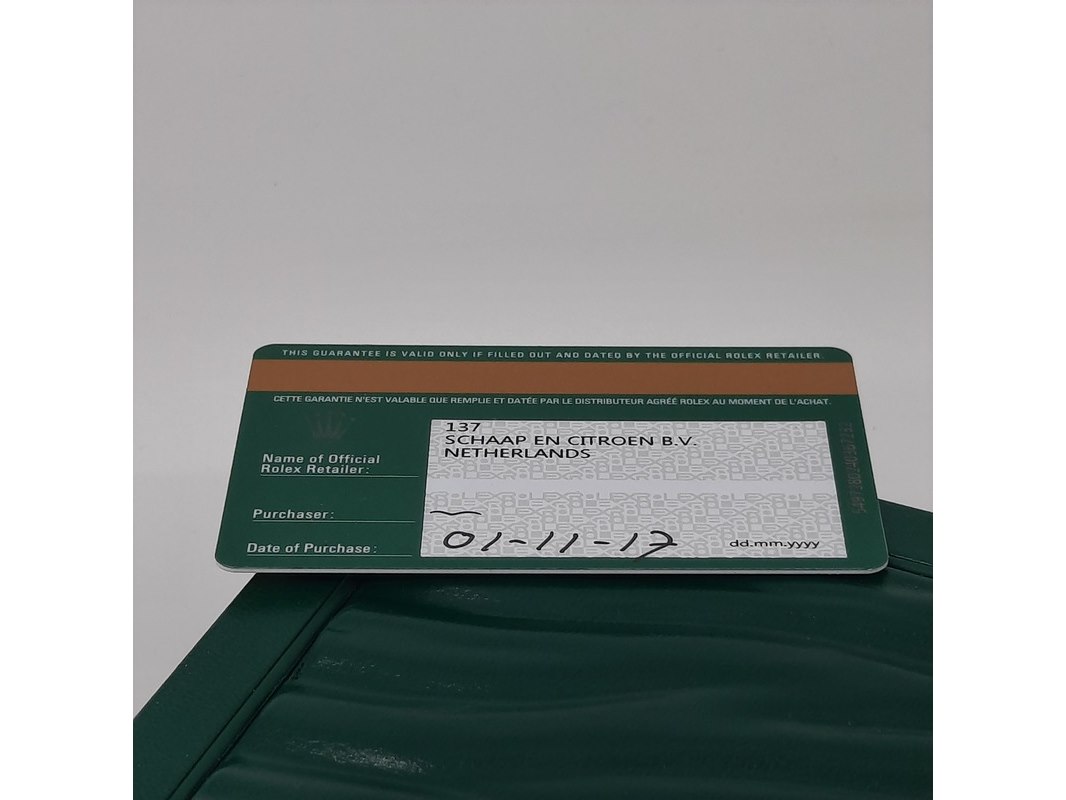 THIS GUARANTEE IS VALID ONLY IF FILLED OUT AND DATED BY THE OFFICIAL ROLEX RETAILER.
CETTE GARANTIE N'EST VALABLE QUE REMPLIE ET DATÉE PAR LE DISTRIBUTEUR AGRÉÉ ROLEX AU MOMENT DE L'ACHAT.
137
SCHAAP EN CITROEN B.V.
NETHERLANDS
Name of Official
Rolex Retailer:
Purchaser:
Date of Purchase:
01-11-17
dd.mm.yyyy